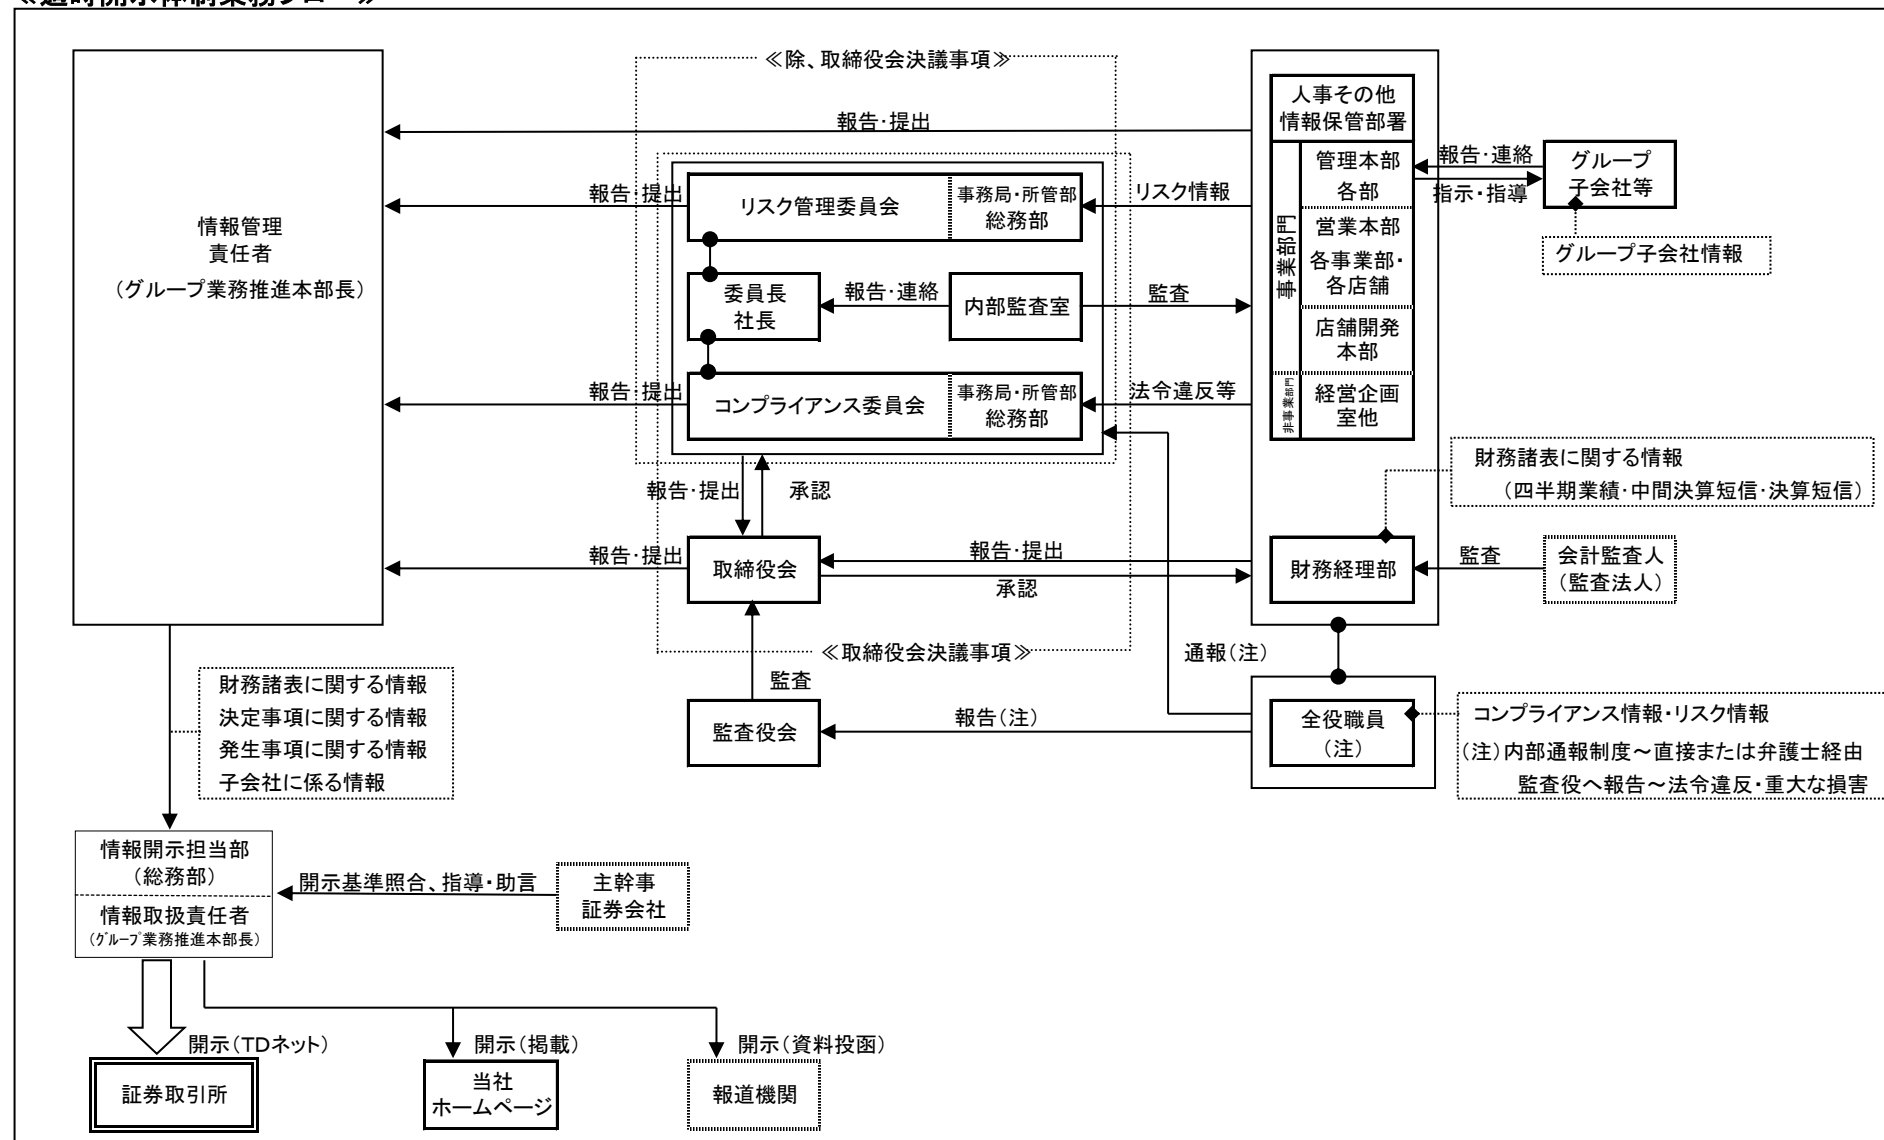 ≪適時開示体制業務フロー≫
≪除、取締役会決議事項≫
人事その他
情報保管部署
報告･提出
管理本部
各部
報告･連絡
指示・指導
グループ
子会社等
グループ子会社情報
情報管理
責任者
（グループ業務推進本部長）
報告･提出
リスク管理委員会
事務局・所管部
総務部
リスク情報
事業部門
営業本部
各事業部・
各店舗
委員長
社長
報告･連絡
内部監査室
監査
店舗開発
本部
報告･提出
コンプライアンス委員会
事務局・所管部
総務部
法令違反等
非事業部門
経営企画
室他
財務諸表に関する情報
（四半期業績･中間決算短信･決算短信）
報告･提出
承認
報告･提出
取締役会
報告･提出
承認
財務経理部
監査
会計監査人
（監査法人）
≪取締役会決議事項≫
通報（注）
監査
監査役会
報告（注）
全役職員
（注）
コンプライアンス情報・リスク情報
（注）内部通報制度～直接または弁護士経由
監査役へ報告～法令違反・重大な損害
財務諸表に関する情報
決定事項に関する情報
発生事項に関する情報
子会社に係る情報
情報開示担当部
（総務部）
情報取扱責任者
（ｸﾞﾙｰﾌﾟ業務推進本部長）
開示基準照合、指導・助言
主幹事
証券会社
開示（TDネット）
開示（掲載）
開示（資料投函）
証券取引所
当社
ホームページ
報道機関